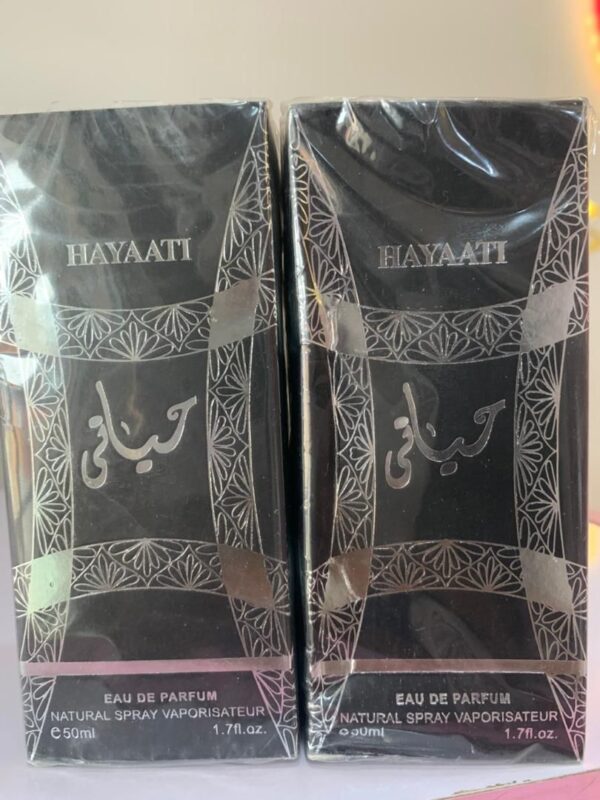 HAYAATI
حياتي
EAU DE PARFUM
NATURAL SPRAY VAPORISATEUR
℮50ml 1.7fl.oz.
HAYAATI
حياتي
EAU DE PARFUM
NATURAL SPRAY VAPORISATEUR
℮50ml 1.7fl.oz.